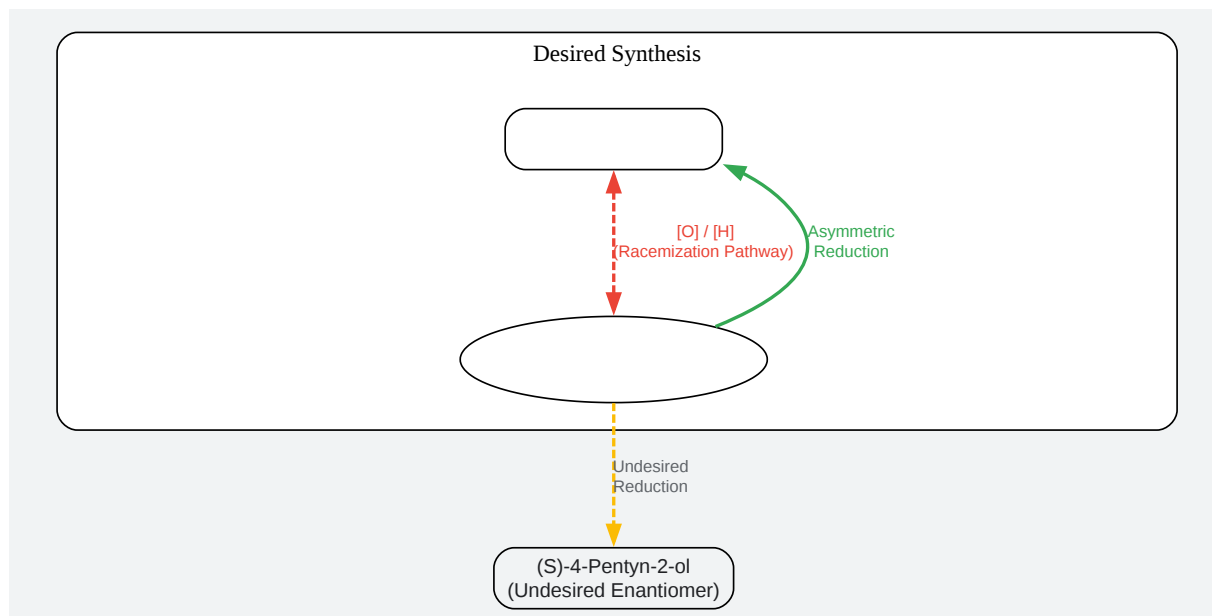 Desired Synthesis
[O] / [H]
(Racemization Pathway)
Asymmetric
Reduction
Undesired
Reduction
(S)-4-Pentyn-2-ol
(Undesired Enantiomer)